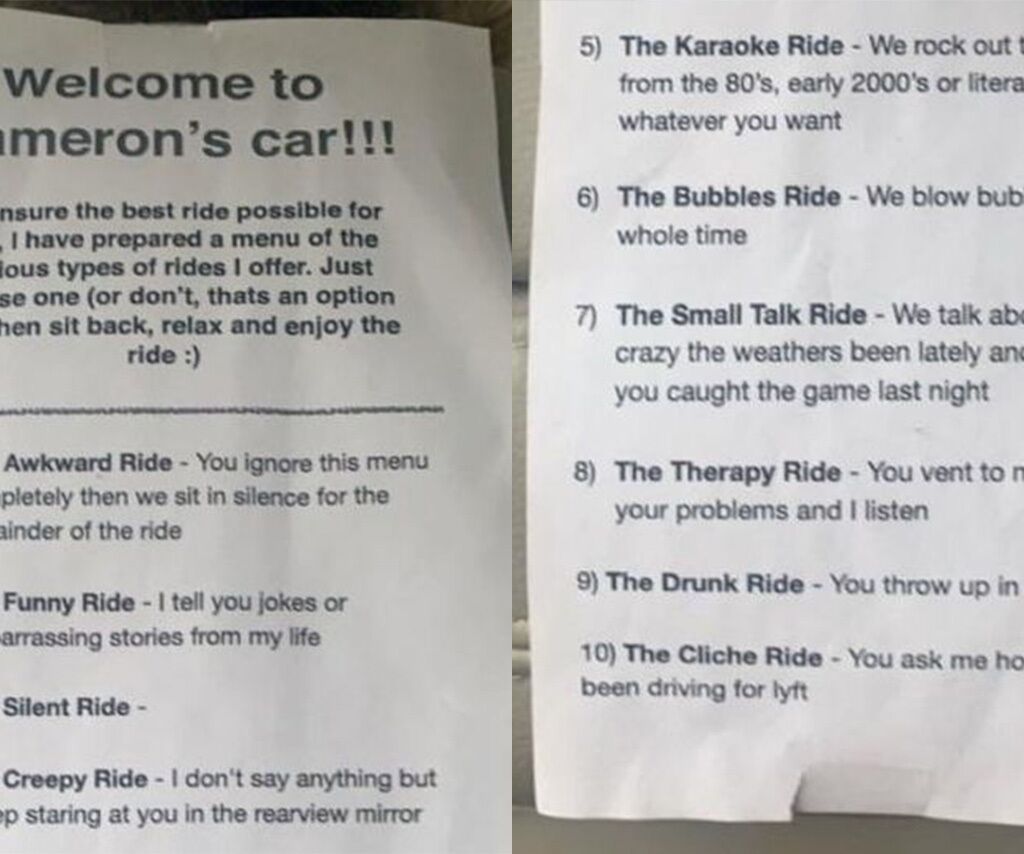 Welcome to
meron's car!!!
nsure the best ride possible for
, I have prepared a menu of the
ious types of rides I offer. Just
se one (or don't, thats an option
hen sit back, relax and enjoy the
ride :)
Awkward Ride - You ignore this menu
pletely then we sit in silence for the
ainder of the ride
Funny Ride - I tell you jokes or
arrassing stories from my life
Silent Ride -
Creepy Ride - I don't say anything but
ep staring at you in the rearview mirror
5) The Karaoke Ride - We rock out t
from the 80's, early 2000's or litera
whatever you want
6) The Bubbles Ride - We blow bub
whole time
7) The Small Talk Ride - We talk abo
crazy the weathers been lately and
you caught the game last night
8) The Therapy Ride - You vent to m
your problems and I listen
9) The Drunk Ride - You throw up in
10) The Cliche Ride - You ask me ho
been driving for lyft